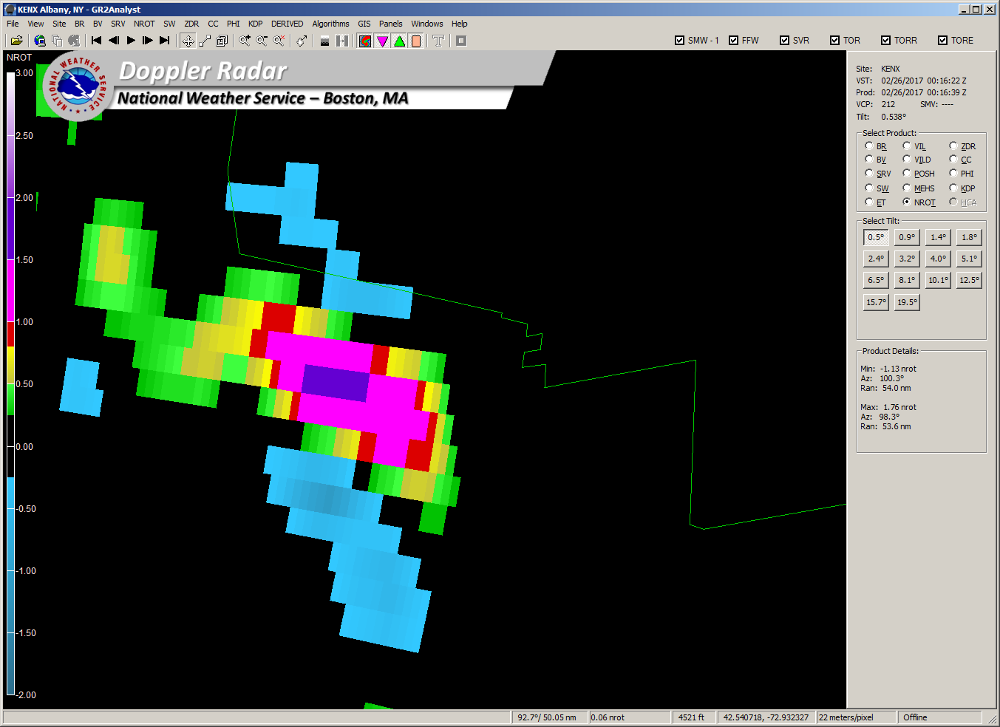 KENX Albany, NY - GR2Analyst
File View Site BR BV SRV NROT SW ZDR CC PHI KDP DERIVED Algorithms GIS Panels Windows Help
SMW - 1 FFW SVR TOR TORR TORE
NROT
3.00
2.50
2.00
1.50
1.00
0.50
0.00
-0.50
-1.00
-1.50
-2.00
NATIONAL WEATHER SERVICE
Doppler Radar
National Weather Service – Boston, MA
Site: KENX
VST: 02/26/2017 00:16:22 Z
Prod: 02/26/2017 00:16:39 Z
VCP: 212 SMV: ----
Tilt: 0.538°
Select Product:
BR VIL ZDR
BV VILD CC
SRV POSH PHI
SW MEHS KDP
ET NROT HCA
Select Tilt:
0.5° 0.9° 1.4° 1.8°
2.4° 3.2° 4.0° 5.1°
6.5° 8.1° 10.1° 12.5°
15.7° 19.5°
Product Details:
Min: -1.13 nrot
Az: 100.3°
Ran: 54.0 nm
Max: 1.76 nrot
Az: 98.3°
Ran: 53.6 nm
92.7°/ 50.05 nm 0.06 nrot 4521 ft 42.540718, -72.932327 22 meters/pixel Offline